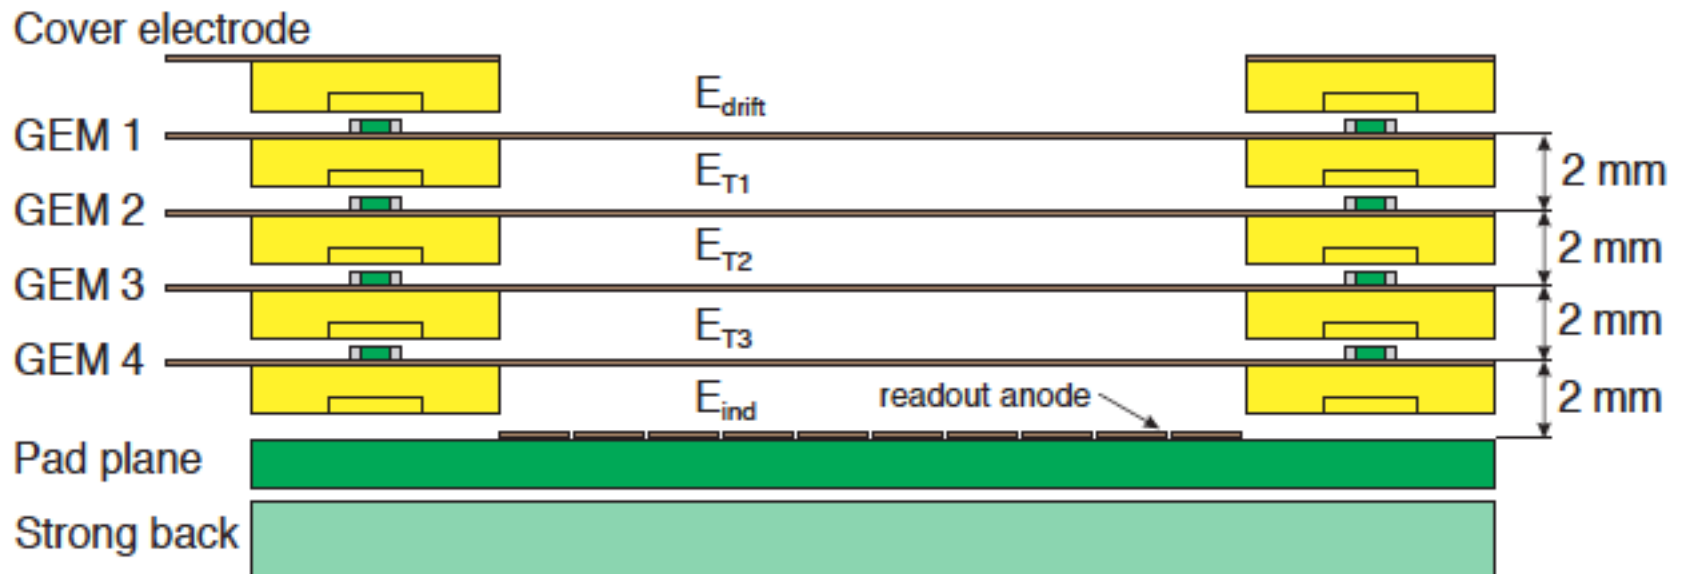 Cover electrode
E_drift
GEM 1
E_T1
2 mm
GEM 2
E_T2
2 mm
GEM 3
E_T3
2 mm
GEM 4
E_ind
readout anode
2 mm
Pad plane
Strong back